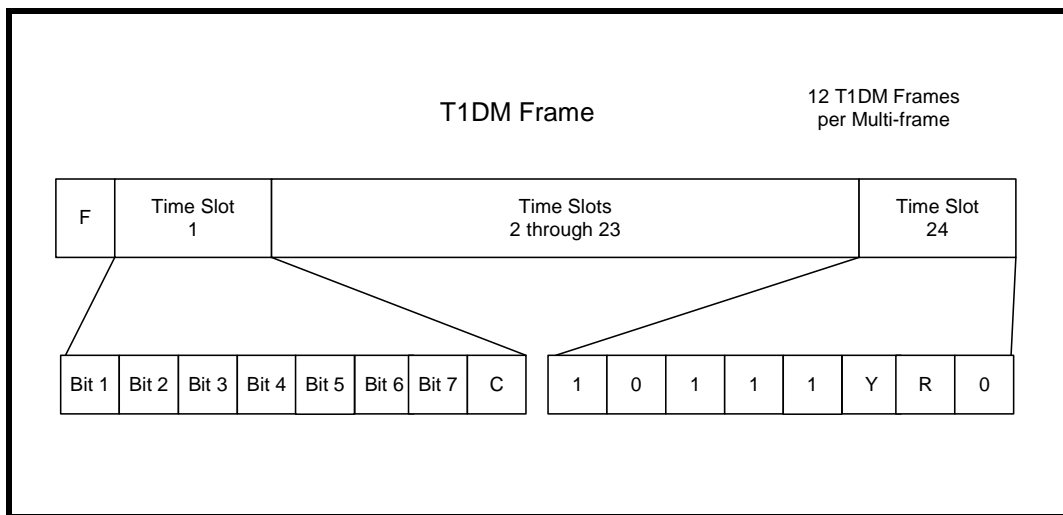 T1DM Frame
12 T1DM Frames
per Multi-frame
F
Time Slot
1
Time Slots
2 through 23
Time Slot
24
Bit 1 Bit 2 Bit 3 Bit 4 Bit 5 Bit 6 Bit 7 C
1 0 1 1 1 Y R 0